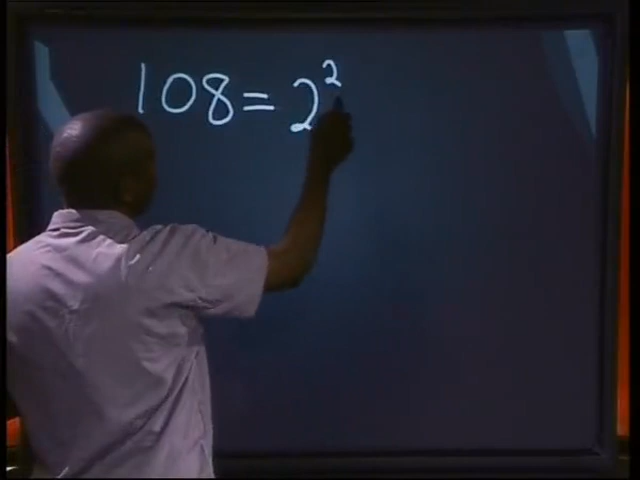 108 = 2²